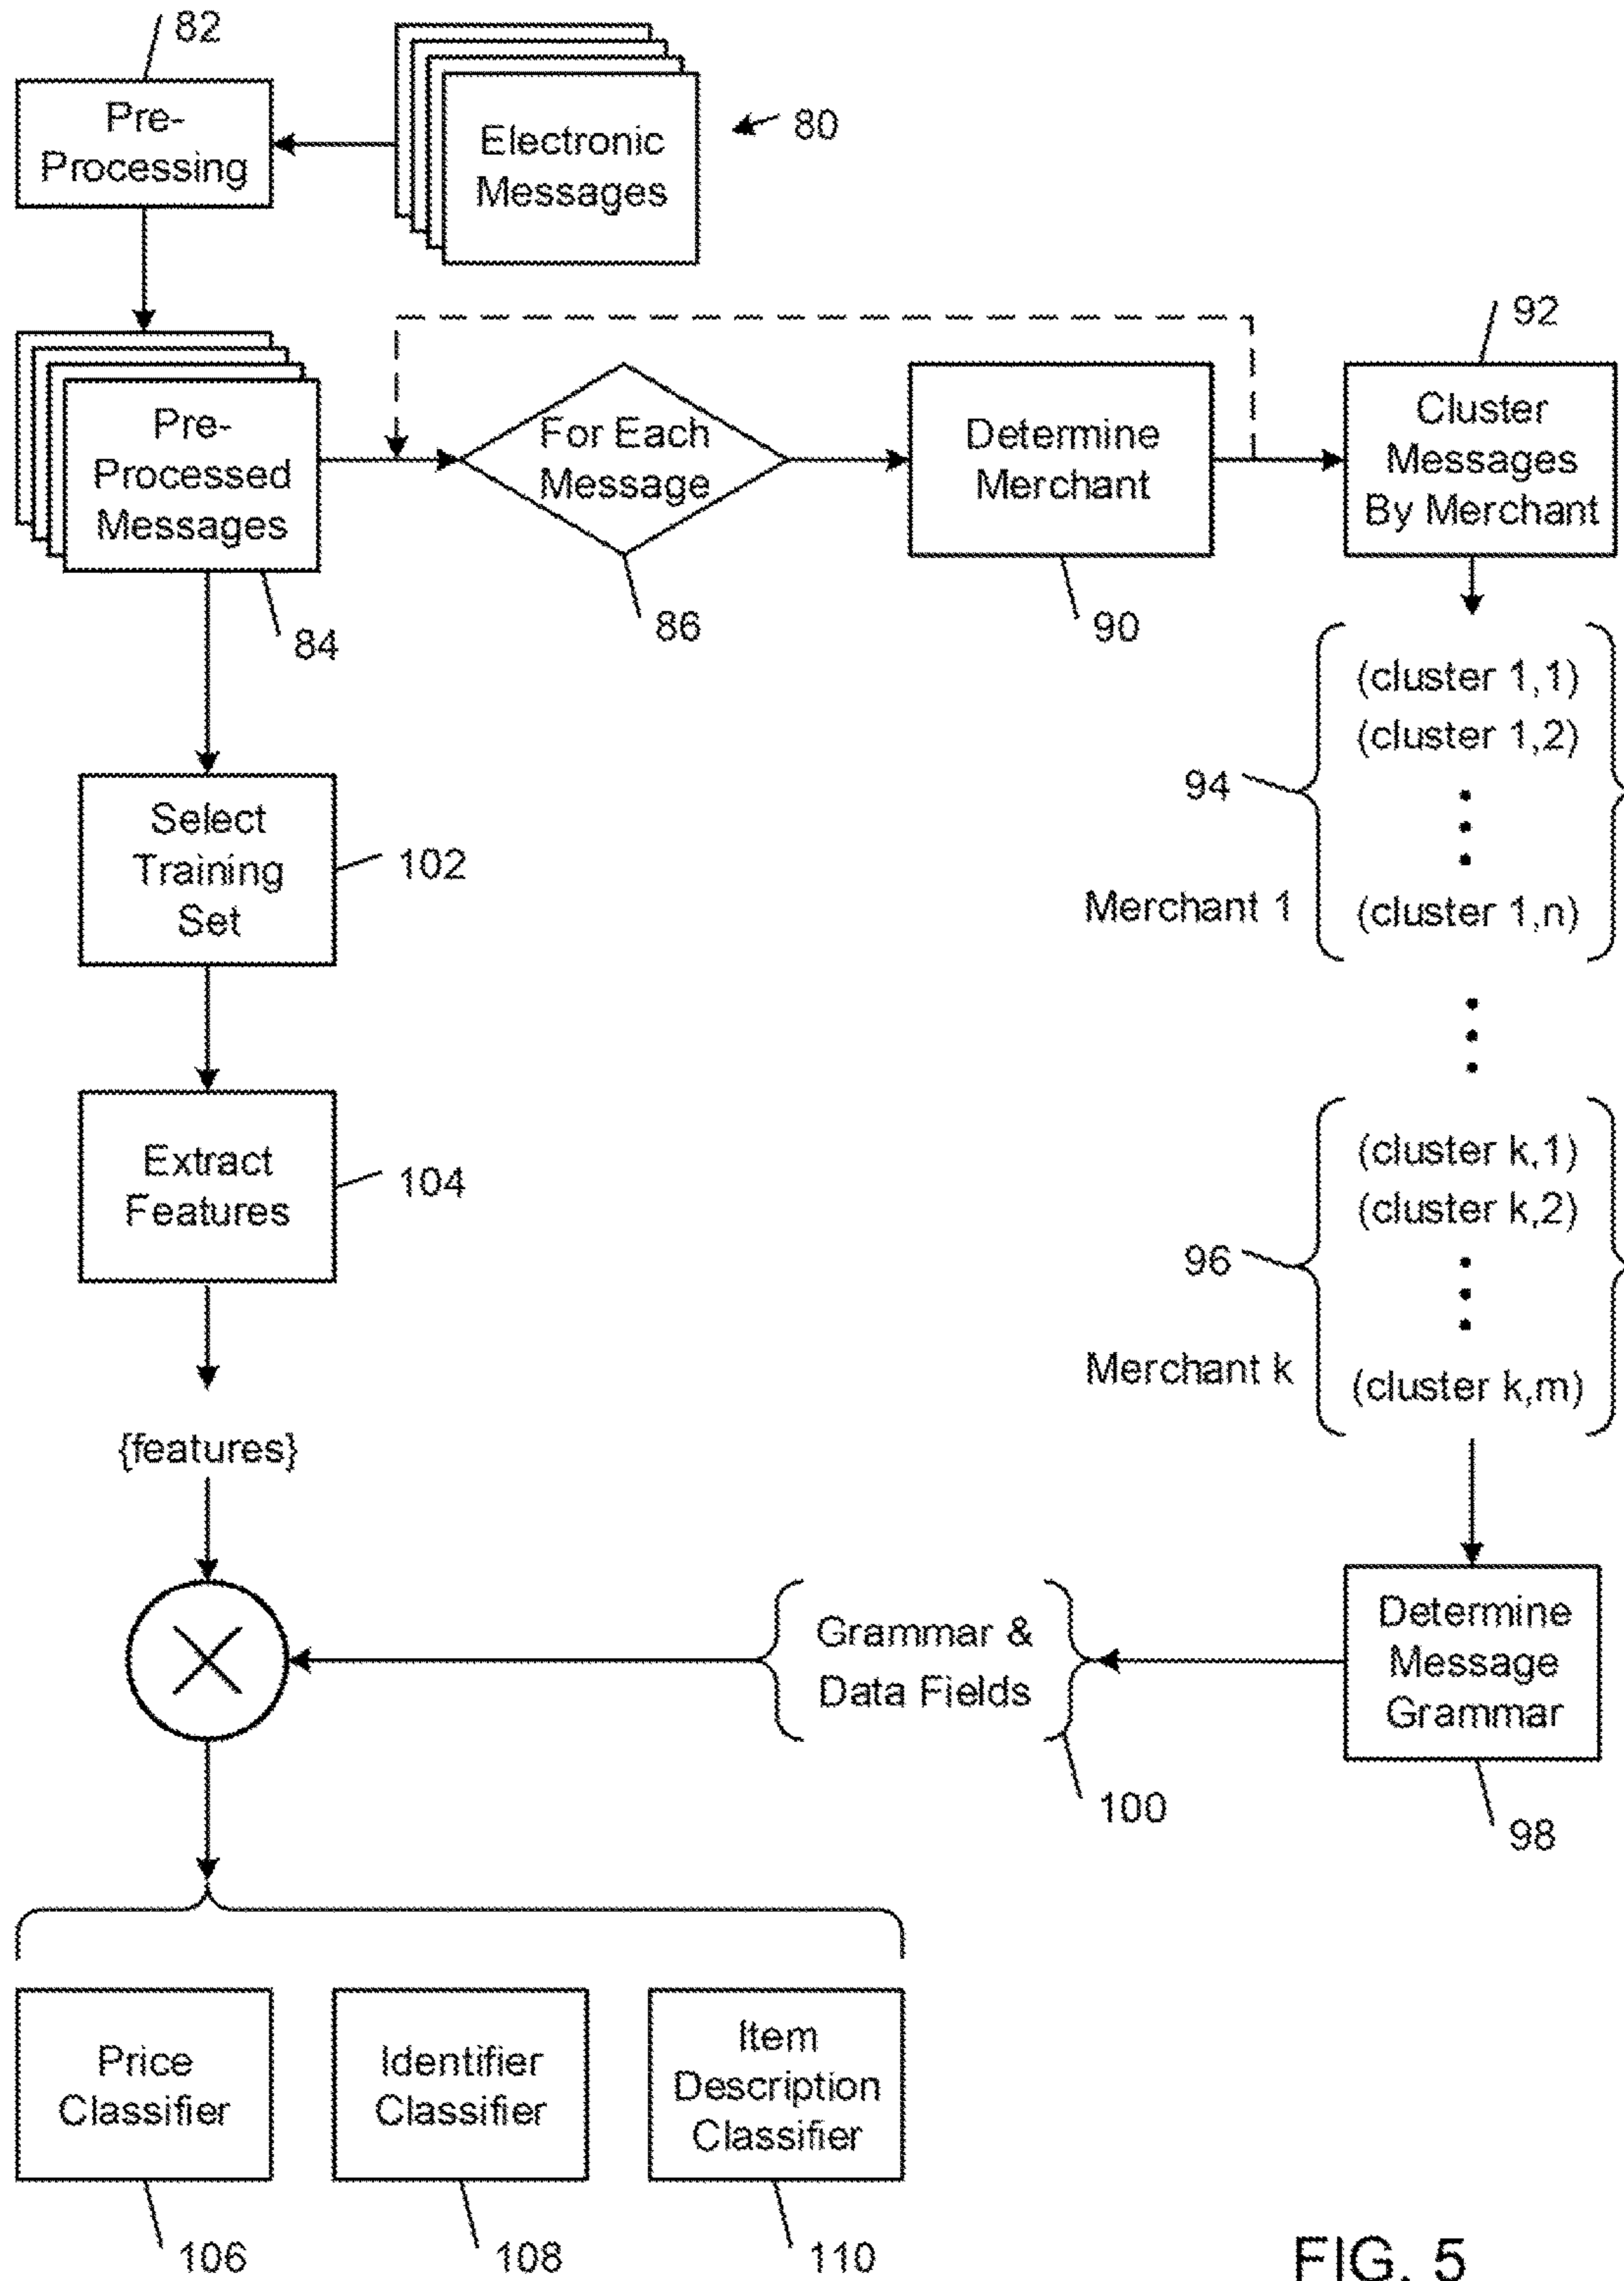 82
Pre-
Processing
Electronic
Messages
80
92
Pre-
Processed
Messages
84
For Each
Message
86
Determine
Merchant
90
Cluster
Messages
By Merchant
(cluster 1,1)
(cluster 1,2)
94
Merchant 1
(cluster 1,n)
Select
Training
Set
102
Extract
Features
104
(cluster k,1)
(cluster k,2)
96
Merchant k
(cluster k,m)
{features}
Grammar &
Data Fields
100
Determine
Message
Grammar
98
Price
Classifier
106
Identifier
Classifier
108
Item
Description
Classifier
110
FIG. 5